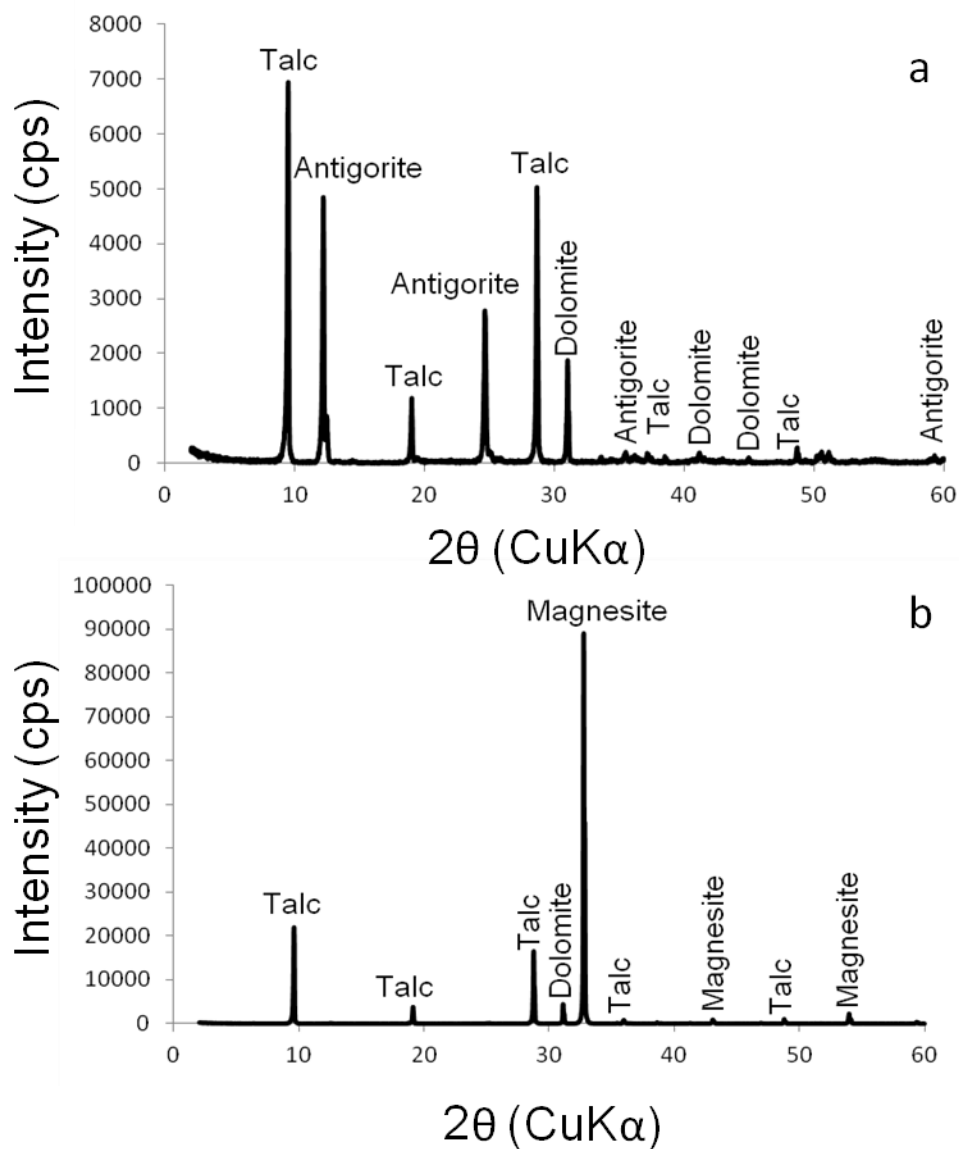 a
Intensity (cps)
8000
7000
6000
5000
4000
3000
2000
1000
0
Talc
Antigorite
Talc
Antigorite
Talc
Dolomite
Antigorite
Talc
Dolomite
Dolomite
Talc
Antigorite
0 10 20 30 40 50 60
2θ (CuKα)
b
Intensity (cps)
100000
90000
80000
70000
60000
50000
40000
30000
20000
10000
0
Talc
Talc
Talc
Dolomite
Magnesite
Talc
Magnesite
Talc
Magnesite
0 10 20 30 40 50 60
2θ (CuKα)